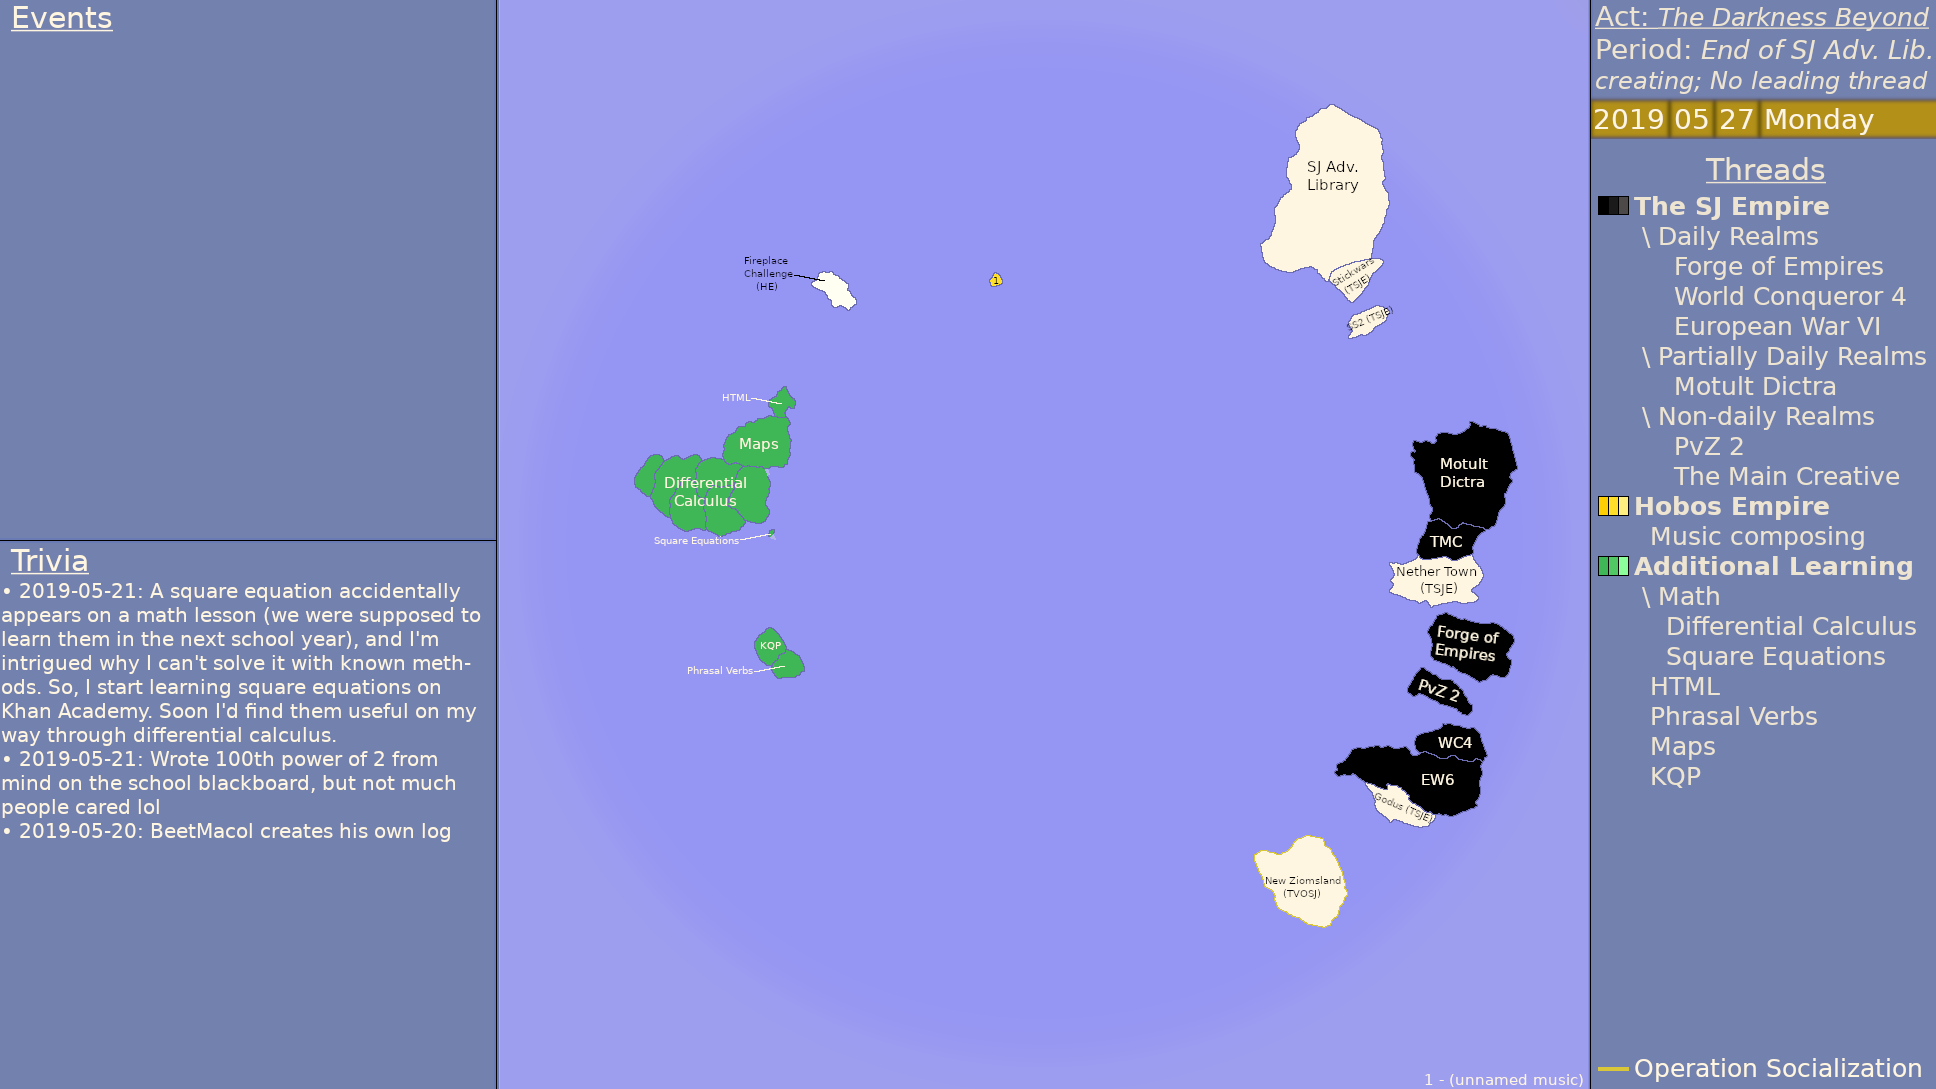 Events
Trivia
• 2019-05-21: A square equation accidentally
appears on a math lesson (we were supposed to
learn them in the next school year), and I'm
intrigued why I can't solve it with known meth-
ods. So, I start learning square equations on
Khan Academy. Soon I'd find them useful on my
way through differential calculus.
• 2019-05-21: Wrote 100th power of 2 from
mind on the school blackboard, but not much
people cared lol
• 2019-05-20: BeetMacol creates his own log
SJ Adv.
Library
Stickwars
(TSJE)
SS2 (TSJE)
Fireplace
Challenge
(HE)
1
HTML
Maps
Differential
Calculus
Square Equations
KQP
Phrasal Verbs
Motult
Dictra
TMC
Nether Town
(TSJE)
Forge of
Empires
PvZ 2
WC4
EW6
Godus (TSJE)
New Ziomsland
(TVOSJ)
1 - (unnamed music)
Act: The Darkness Beyond
Period: End of SJ Adv. Lib.
creating; No leading thread
2019 05 27 Monday
Threads
The SJ Empire
\ Daily Realms
Forge of Empires
World Conqueror 4
European War VI
\ Partially Daily Realms
Motult Dictra
\ Non-daily Realms
PvZ 2
The Main Creative
Hobos Empire
Music composing
Additional Learning
\ Math
Differential Calculus
Square Equations
HTML
Phrasal Verbs
Maps
KQP
Operation Socialization